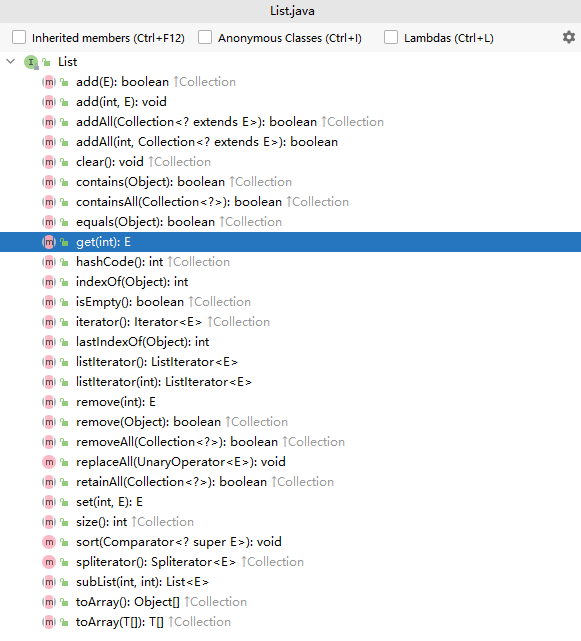 List.java
Inherited members (Ctrl+F12) Anonymous Classes (Ctrl+I) Lambdas (Ctrl+L)
I List
m add(E): boolean ↑Collection
m add(int, E): void
m addAll(Collection<? extends E>): boolean ↑Collection
m addAll(int, Collection<? extends E>): boolean
m clear(): void ↑Collection
m contains(Object): boolean ↑Collection
m containsAll(Collection<?>): boolean ↑Collection
m equals(Object): boolean ↑Collection
m get(int): E
m hashCode(): int ↑Collection
m indexOf(Object): int
m isEmpty(): boolean ↑Collection
m iterator(): Iterator<E> ↑Collection
m lastIndexOf(Object): int
m listIterator(): ListIterator<E>
m listIterator(int): ListIterator<E>
m remove(int): E
m remove(Object): boolean ↑Collection
m removeAll(Collection<?>): boolean ↑Collection
m replaceAll(UnaryOperator<E>): void
m retainAll(Collection<?>): boolean ↑Collection
m set(int, E): E
m size(): int ↑Collection
m sort(Comparator<? super E>): void
m spliterator(): Spliterator<E> ↑Collection
m subList(int, int): List<E>
m toArray(): Object[] ↑Collection
m toArray(T[]): T[] ↑Collection